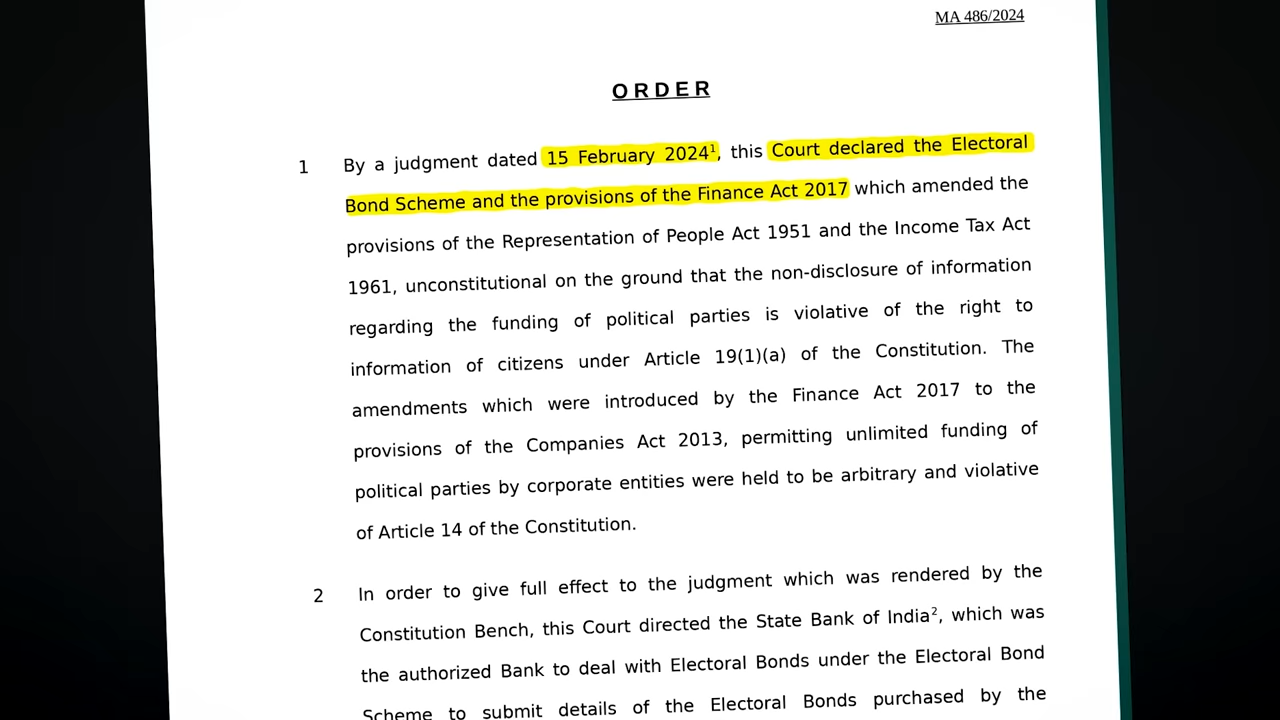 MA 486/2024
ORDER
1 By a judgment dated 15 February 2024¹, this Court declared the Electoral
Bond Scheme and the provisions of the Finance Act 2017 which amended the
provisions of the Representation of People Act 1951 and the Income Tax Act
1961, unconstitutional on the ground that the non-disclosure of information
regarding the funding of political parties is violative of the right to
information of citizens under Article 19(1)(a) of the Constitution. The
amendments which were introduced by the Finance Act 2017 to the
provisions of the Companies Act 2013, permitting unlimited funding of
political parties by corporate entities were held to be arbitrary and violative
of Article 14 of the Constitution.
2 In order to give full effect to the judgment which was rendered by the
Constitution Bench, this Court directed the State Bank of India², which was
the authorized Bank to deal with Electoral Bonds under the Electoral Bond
Scheme to submit details of the Electoral Bonds purchased by the